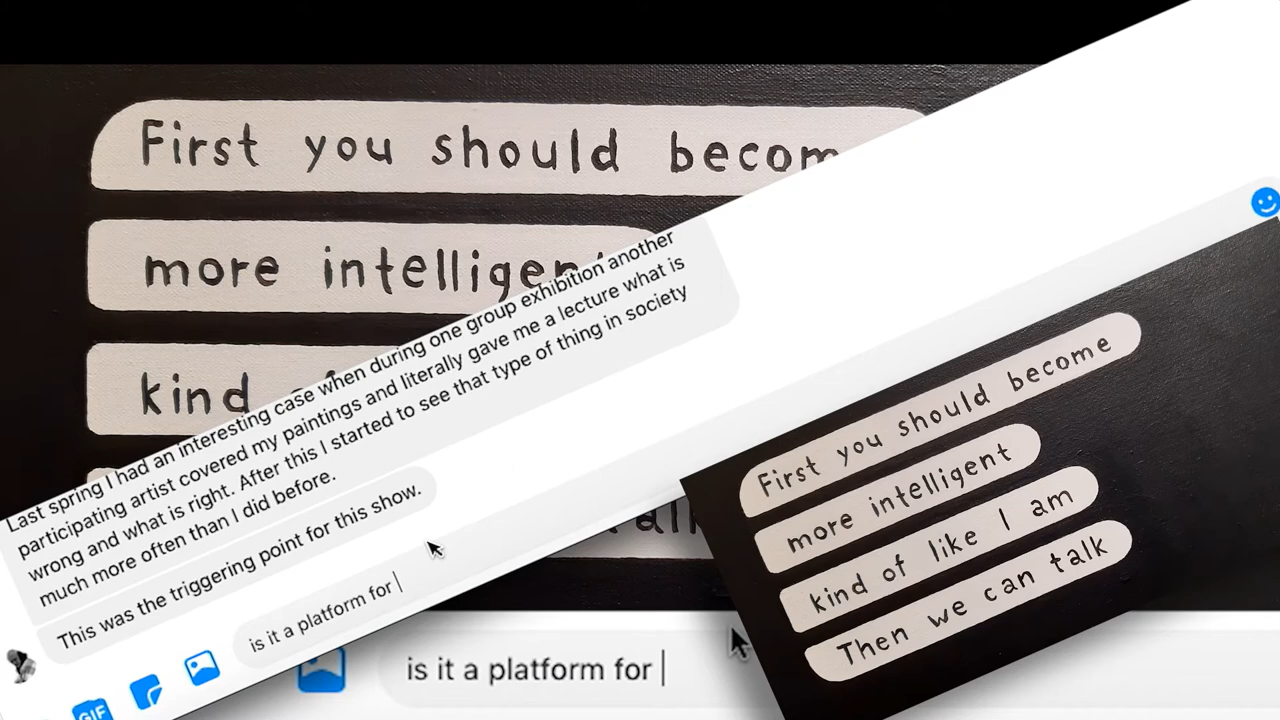 First you should becom
more intelligen
kind
talk
Last spring I had an interesting case when during one group exhibition another
participating artist covered my paintings and literally gave me a lecture what is
wrong and what is right. After this I started to see that type of thing in society
much more often than I did before.
This was the triggering point for this show.
is it a platform for
GIF
is it a platform for
First you should become
more intelligent
kind of like I am
Then we can talk